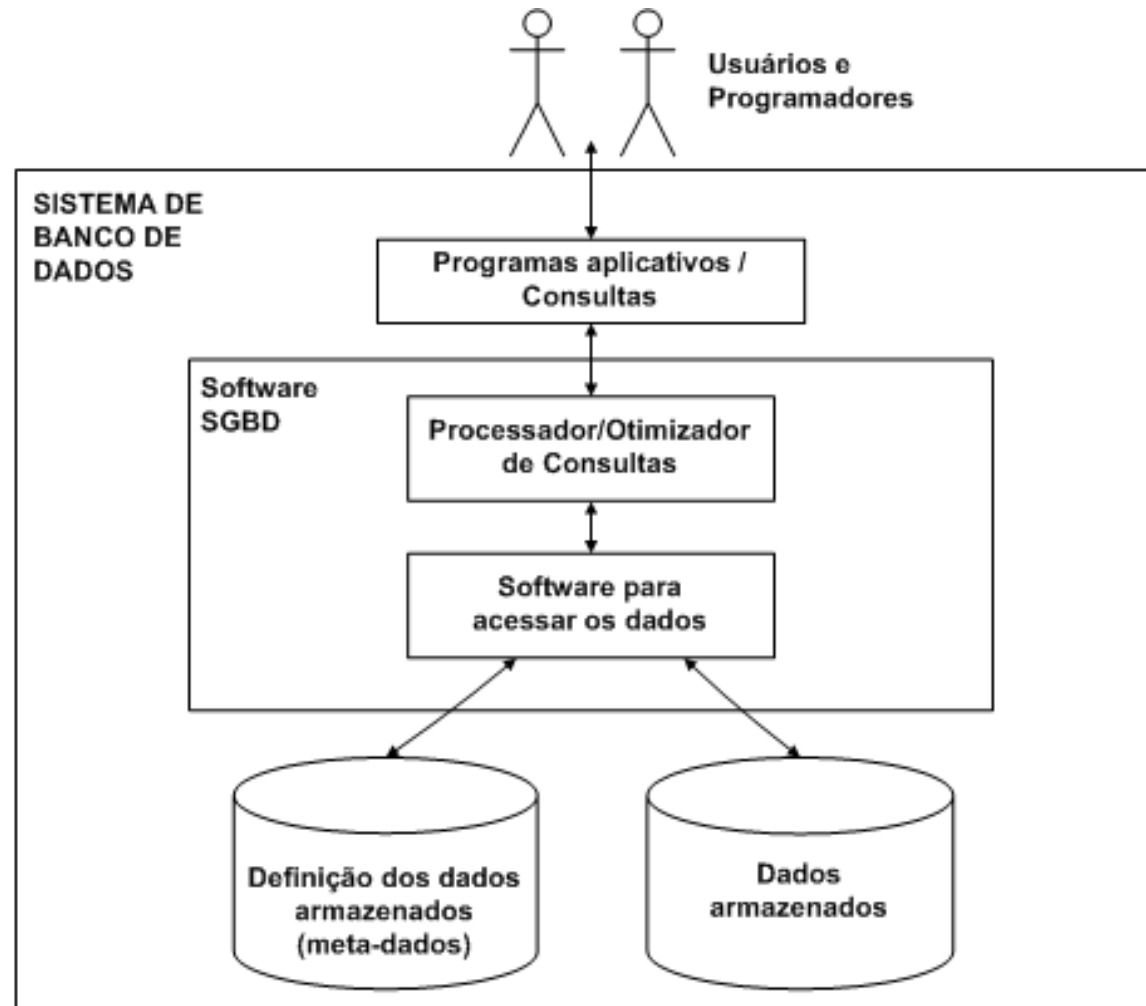 Usuários e
Programadores
SISTEMA DE
BANCO DE
DADOS
Programas aplicativos /
Consultas
Software
SGBD
Processador/Otimizador
de Consultas
Software para
acessar os dados
Definição dos dados
armazenados
(meta-dados)
Dados
armazenados